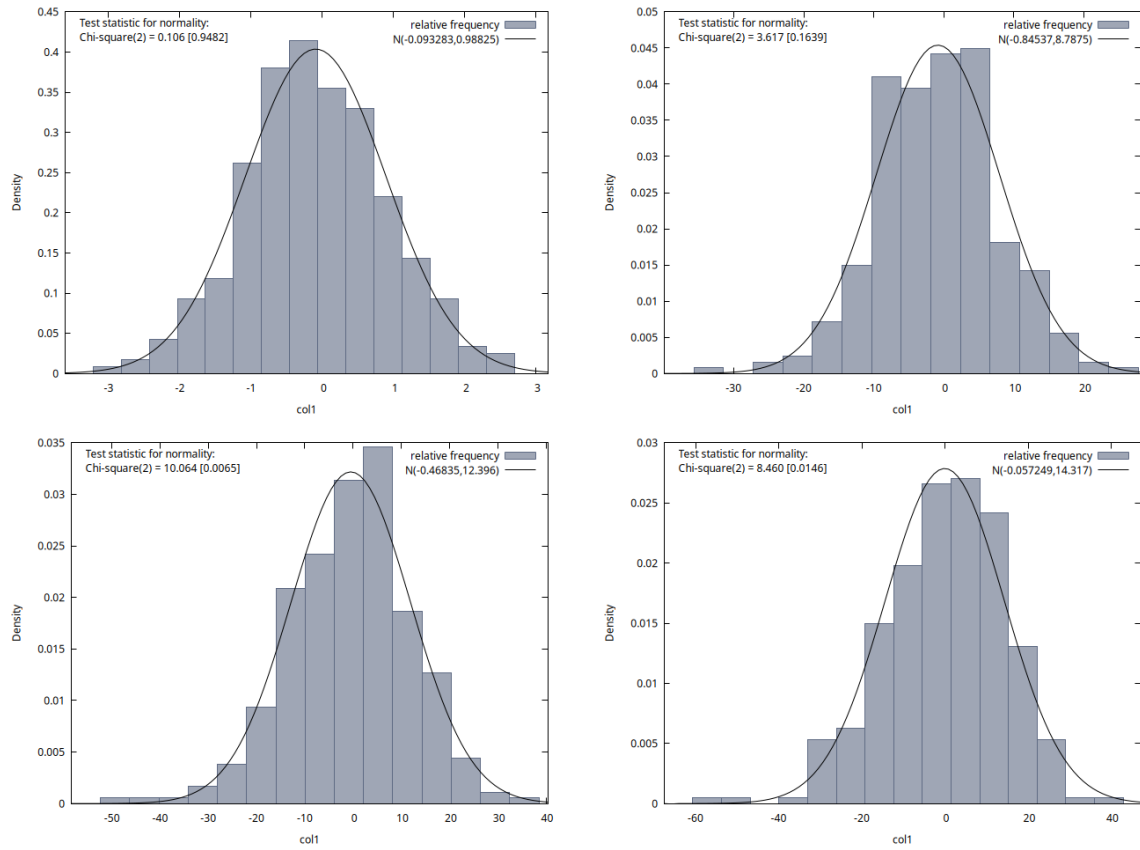 Test statistic for normality:
Chi-square(2) = 0.106 [0.9482]
relative frequency
N(-0.093283,0.98825)
0.45
0.4
0.35
0.3
0.25
0.2
0.15
0.1
0.05
0
Density
-3 -2 -1 0 1 2 3
col1
Test statistic for normality:
Chi-square(2) = 3.617 [0.1639]
relative frequency
N(-0.84537,8.7875)
0.05
0.045
0.04
0.035
0.03
0.025
0.02
0.015
0.01
0.005
0
Density
-30 -20 -10 0 10 20
col1
Test statistic for normality:
Chi-square(2) = 10.064 [0.0065]
relative frequency
N(-0.46835,12.396)
0.035
0.03
0.025
0.02
0.015
0.01
0.005
0
Density
-50 -40 -30 -20 -10 0 10 20 30 40
col1
Test statistic for normality:
Chi-square(2) = 8.460 [0.0146]
relative frequency
N(-0.057249,14.317)
0.03
0.025
0.02
0.015
0.01
0.005
0
Density
-60 -40 -20 0 20 40
col1